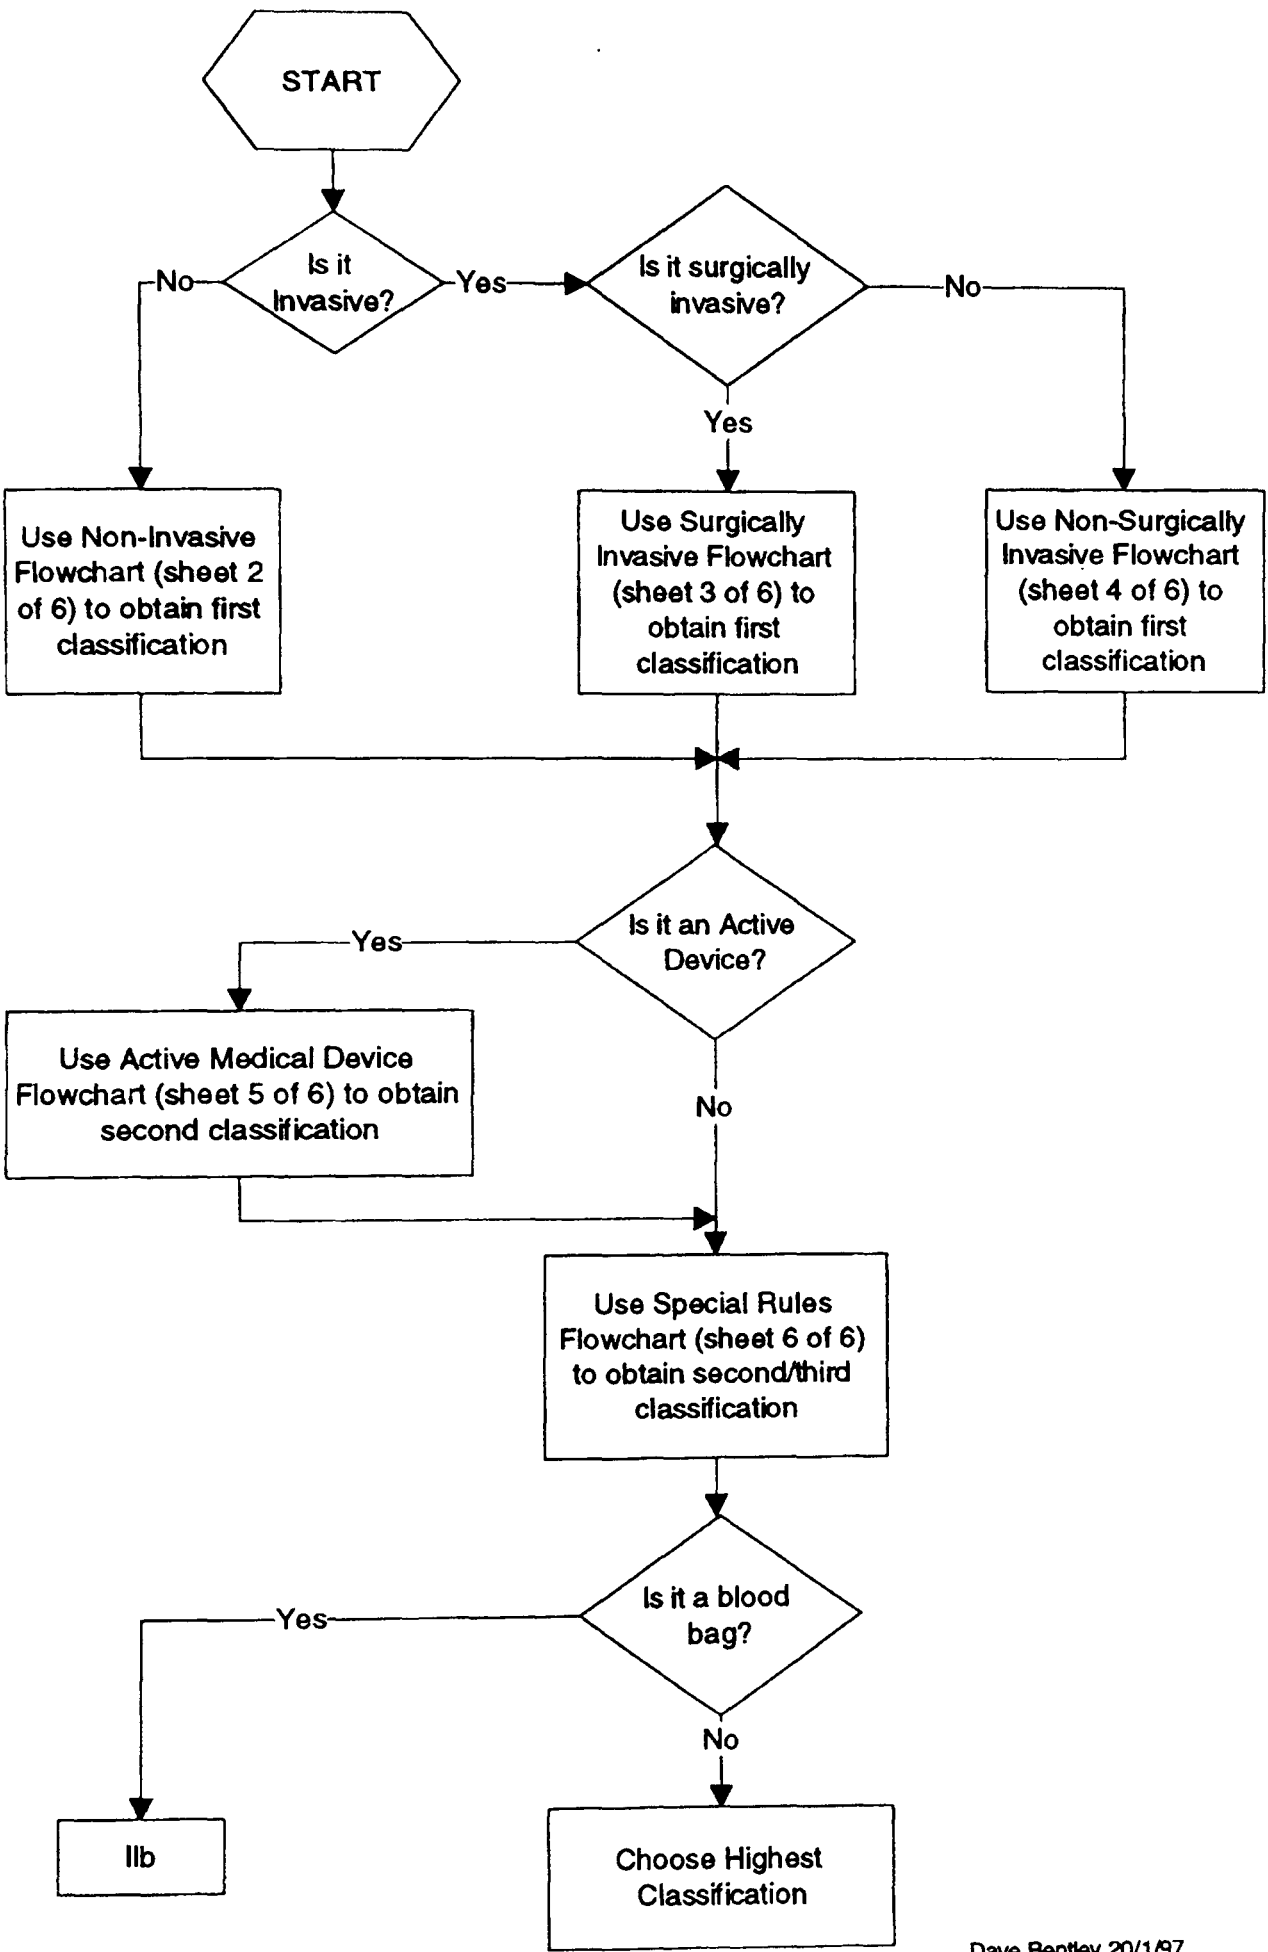 START
Is it
Invasive?
No
Yes
Is it surgically
invasive?
No
Yes
Use Non-Invasive
Flowchart (sheet 2
of 6) to obtain first
classification
Use Surgically
Invasive Flowchart
(sheet 3 of 6) to
obtain first
classification
Use Non-Surgically
Invasive Flowchart
(sheet 4 of 6) to
obtain first
classification
Is it an Active
Device?
Yes
Use Active Medical Device
Flowchart (sheet 5 of 6) to obtain
second classification
No
Use Special Rules
Flowchart (sheet 6 of 6)
to obtain second/third
classification
Is it a blood
bag?
Yes
No
IIb
Choose Highest
Classification
Dave Bentley 20/1/97